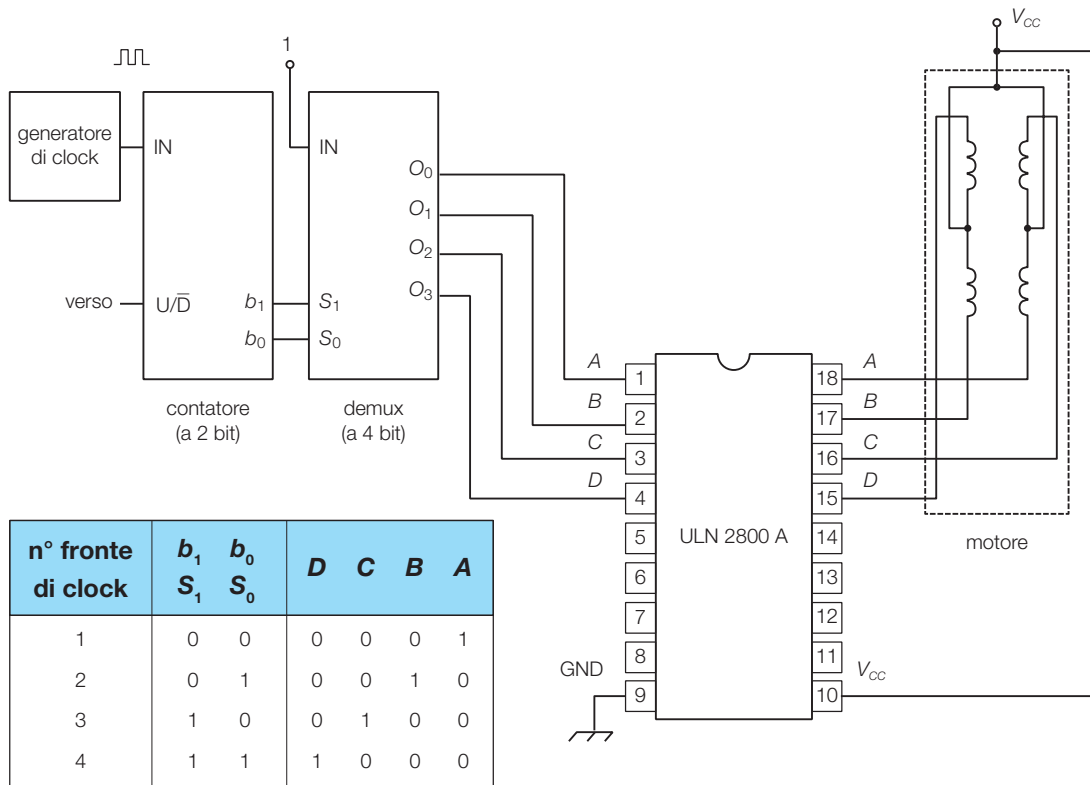 V_CC
1
generatore
di clock
IN
IN
O_0
O_1
O_2
O_3
verso
U/D̅
b_1
S_1
b_0
S_0
contatore
(a 2 bit)
demux
(a 4 bit)
A
B
C
D
1
2
3
4
5
6
7
8
9
GND
ULN 2800 A
18
17
16
15
14
13
12
11
10
A
B
C
D
V_CC
motore
n° fronte di clock
b_1 b_0
S_1 S_0
D C B A
1 0 0 0 0 0 1
2 0 1 0 0 1 0
3 1 0 0 1 0 0
4 1 1 1 0 0 0